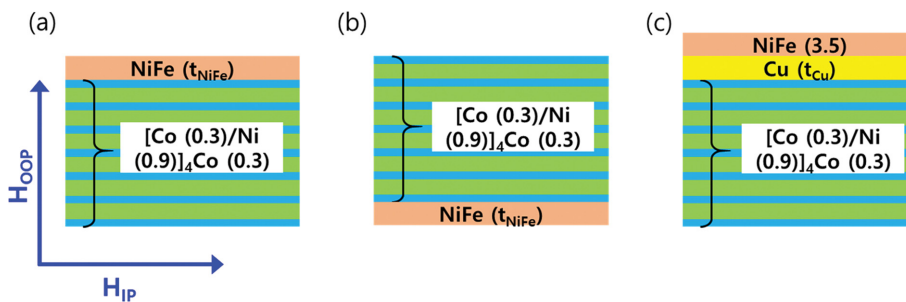 (a)
NiFe (tNiFe)
[Co (0.3)/Ni
(0.9)]4Co (0.3)
HOOP
HIP
(b)
[Co (0.3)/Ni
(0.9)]4Co (0.3)
NiFe (tNiFe)
(c)
NiFe (3.5)
Cu (tCu)
[Co (0.3)/Ni
(0.9)]4Co (0.3)